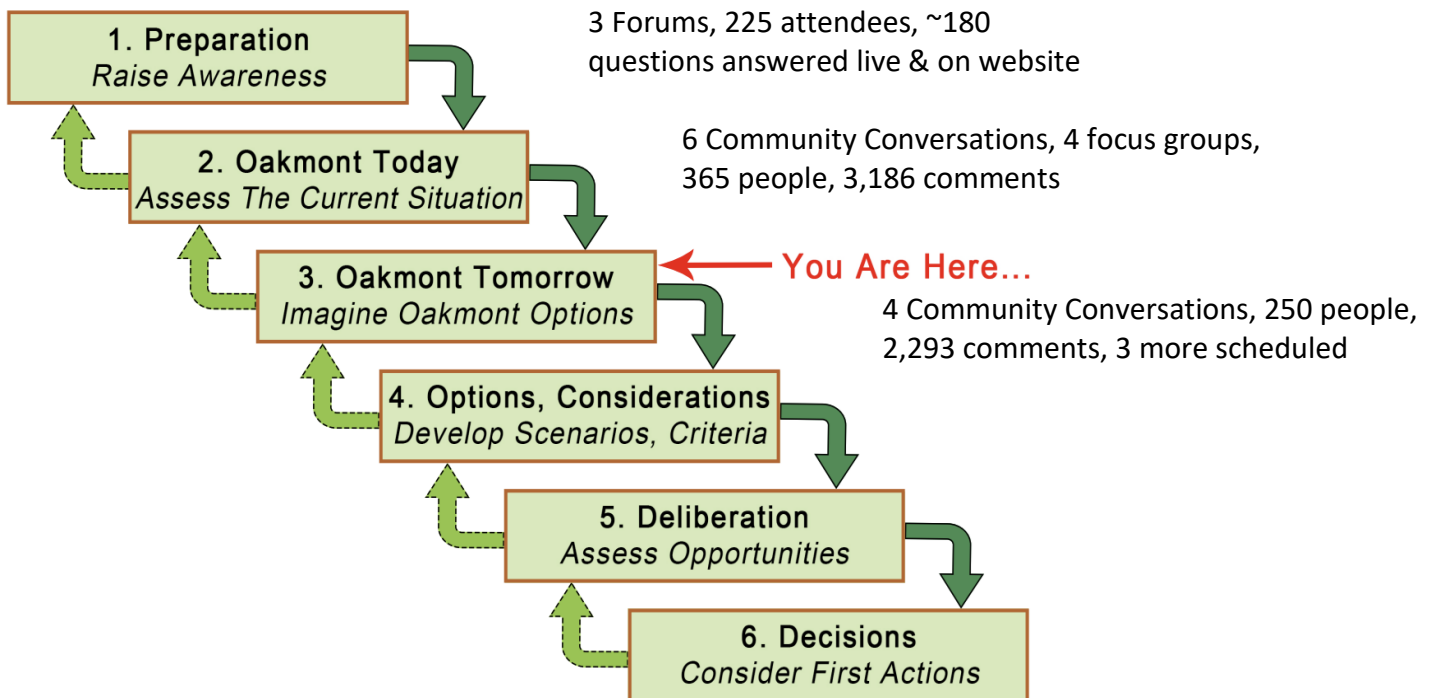 1. Preparation
Raise Awareness
3 Forums, 225 attendees, ~180
questions answered live & on website
2. Oakmont Today
Assess The Current Situation
6 Community Conversations, 4 focus groups,
365 people, 3,186 comments
3. Oakmont Tomorrow
Imagine Oakmont Options
You Are Here...
4 Community Conversations, 250 people,
2,293 comments, 3 more scheduled
4. Options, Considerations
Develop Scenarios, Criteria
5. Deliberation
Assess Opportunities
6. Decisions
Consider First Actions